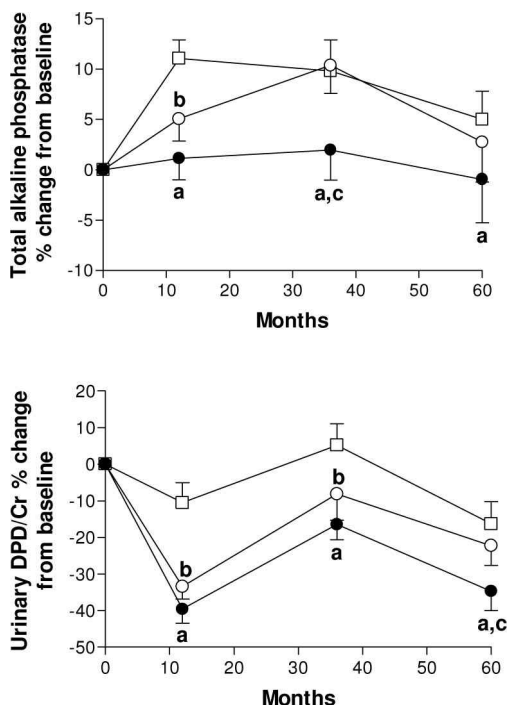 Total alkaline phosphatase
% change from baseline
15
10
5
0
-5
-10
b
a
a,c
a
0 10 20 30 40 50 60
Months
Urinary DPD/Cr % change
from baseline
20
10
0
-10
-20
-30
-40
-50
b
a
b
a
a,c
0 10 20 30 40 50 60
Months